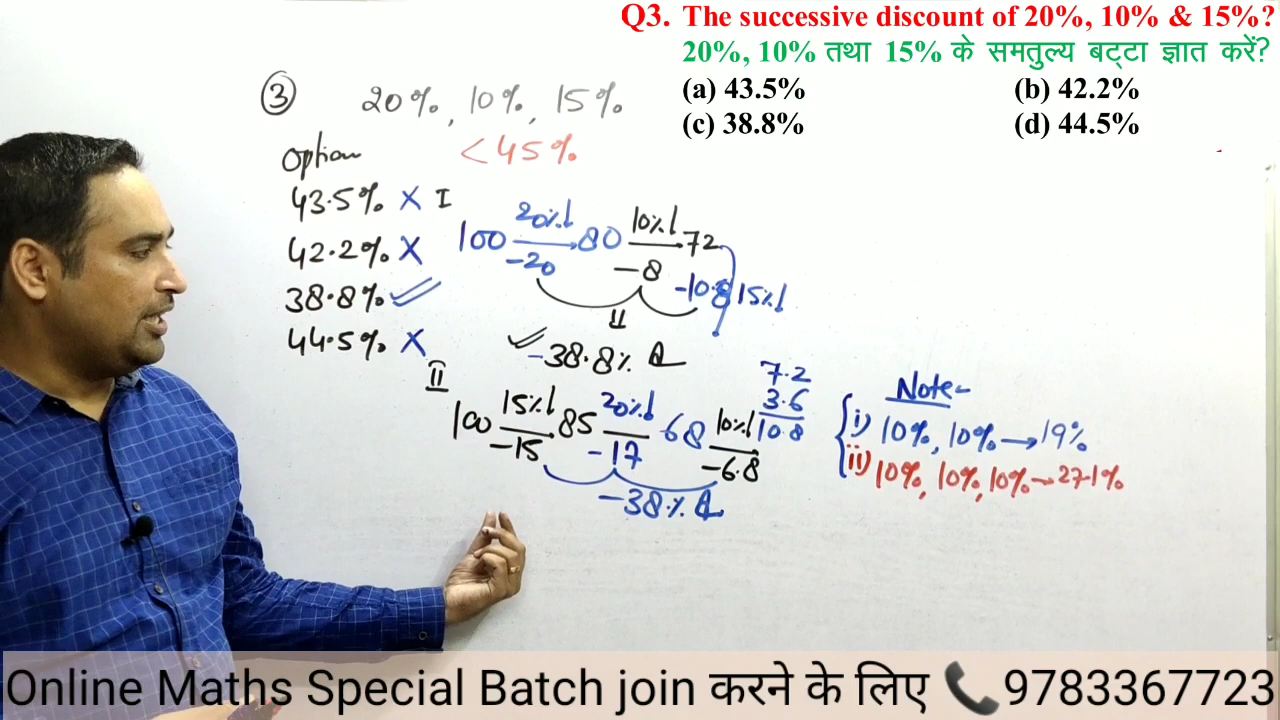 Q3. The successive discount of 20%, 10% & 15%?
20%, 10% तथा 15% के समतुल्य बट्टा ज्ञात करें?
(a) 43.5% (b) 42.2%
(c) 38.8% (d) 44.5%
③ 20%, 10%, 15%
Option <45%
43.5% X
42.2% X
38.8% ✓
44.5% X
I
100 20%↓ -20 80 10%↓ -8 72
-10.8 15%↓
=
✓ -38.8% A
II
100 15%↓ -15 85 20%↓ -17 68 10%↓ -6.8
-38% A
7.2
3.6
10.8
Note-
i) 10%, 10% → 19%
ii) 10%, 10%, 10% → 27.1%
Online Maths Special Batch join करने के लिए 📞9783367723